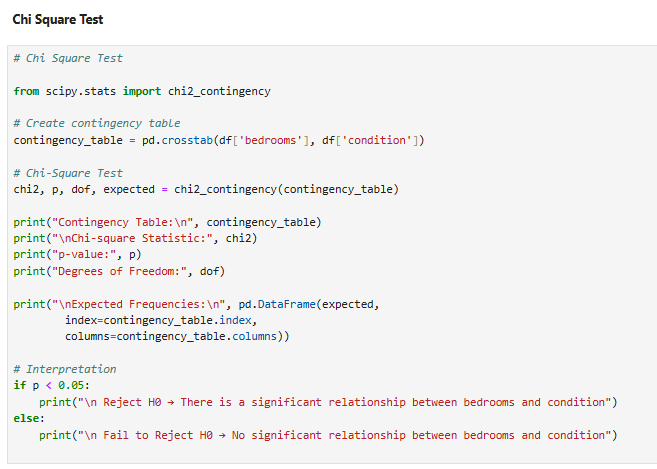 Chi Square Test
# Chi Square Test
from scipy.stats import chi2_contingency
# Create contingency table
contingency_table = pd.crosstab(df['bedrooms'], df['condition'])
# Chi-Square Test
chi2, p, dof, expected = chi2_contingency(contingency_table)
print("Contingency Table:\n", contingency_table)
print("\nChi-square Statistic:", chi2)
print("p-value:", p)
print("Degrees of Freedom:", dof)
print("\nExpected Frequencies:\n", pd.DataFrame(expected,
        index=contingency_table.index,
        columns=contingency_table.columns))
# Interpretation
if p < 0.05:
    print("\n Reject H0 → There is a significant relationship between bedrooms and condition")
else:
    print("\n Fail to Reject H0 → No significant relationship between bedrooms and condition")